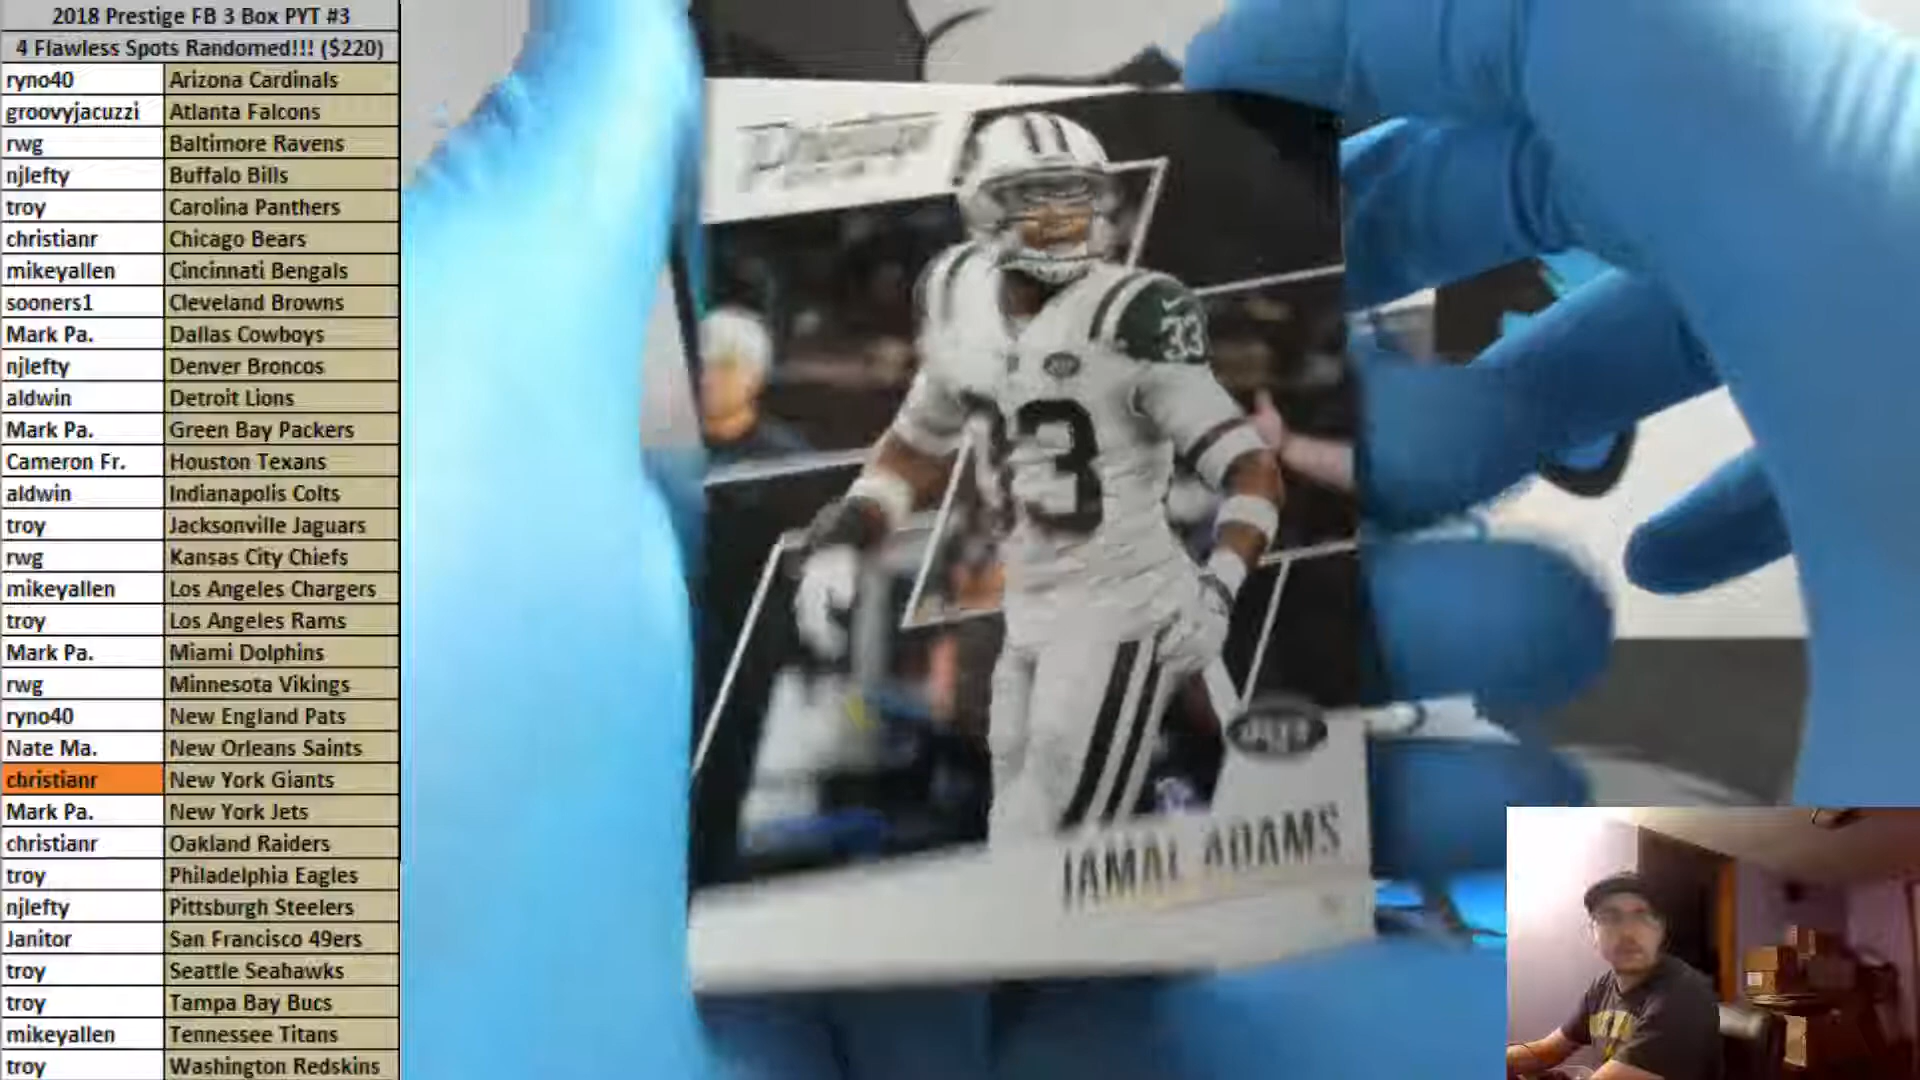 2018 Prestige FB 3 Box PYT #3
4 Flawless Spots Randomed!!! ($220)
ryno40 Arizona Cardinals
groovyjacuzzi Atlanta Falcons
rwg Baltimore Ravens
njlefty Buffalo Bills
troy Carolina Panthers
christianr Chicago Bears
mikeyallen Cincinnati Bengals
sooners1 Cleveland Browns
Mark Pa. Dallas Cowboys
njlefty Denver Broncos
aldwin Detroit Lions
Mark Pa. Green Bay Packers
Cameron Fr. Houston Texans
aldwin Indianapolis Colts
troy Jacksonville Jaguars
rwg Kansas City Chiefs
mikeyallen Los Angeles Chargers
troy Los Angeles Rams
Mark Pa. Miami Dolphins
rwg Minnesota Vikings
ryno40 New England Pats
Nate Ma. New Orleans Saints
christianr New York Giants
Mark Pa. New York Jets
christianr Oakland Raiders
troy Philadelphia Eagles
njlefty Pittsburgh Steelers
Janitor San Francisco 49ers
troy Seattle Seahawks
troy Tampa Bay Bucs
mikeyallen Tennessee Titans
troy Washington Redskins
Prestige
33
33
JETS
JAMAL ADAMS